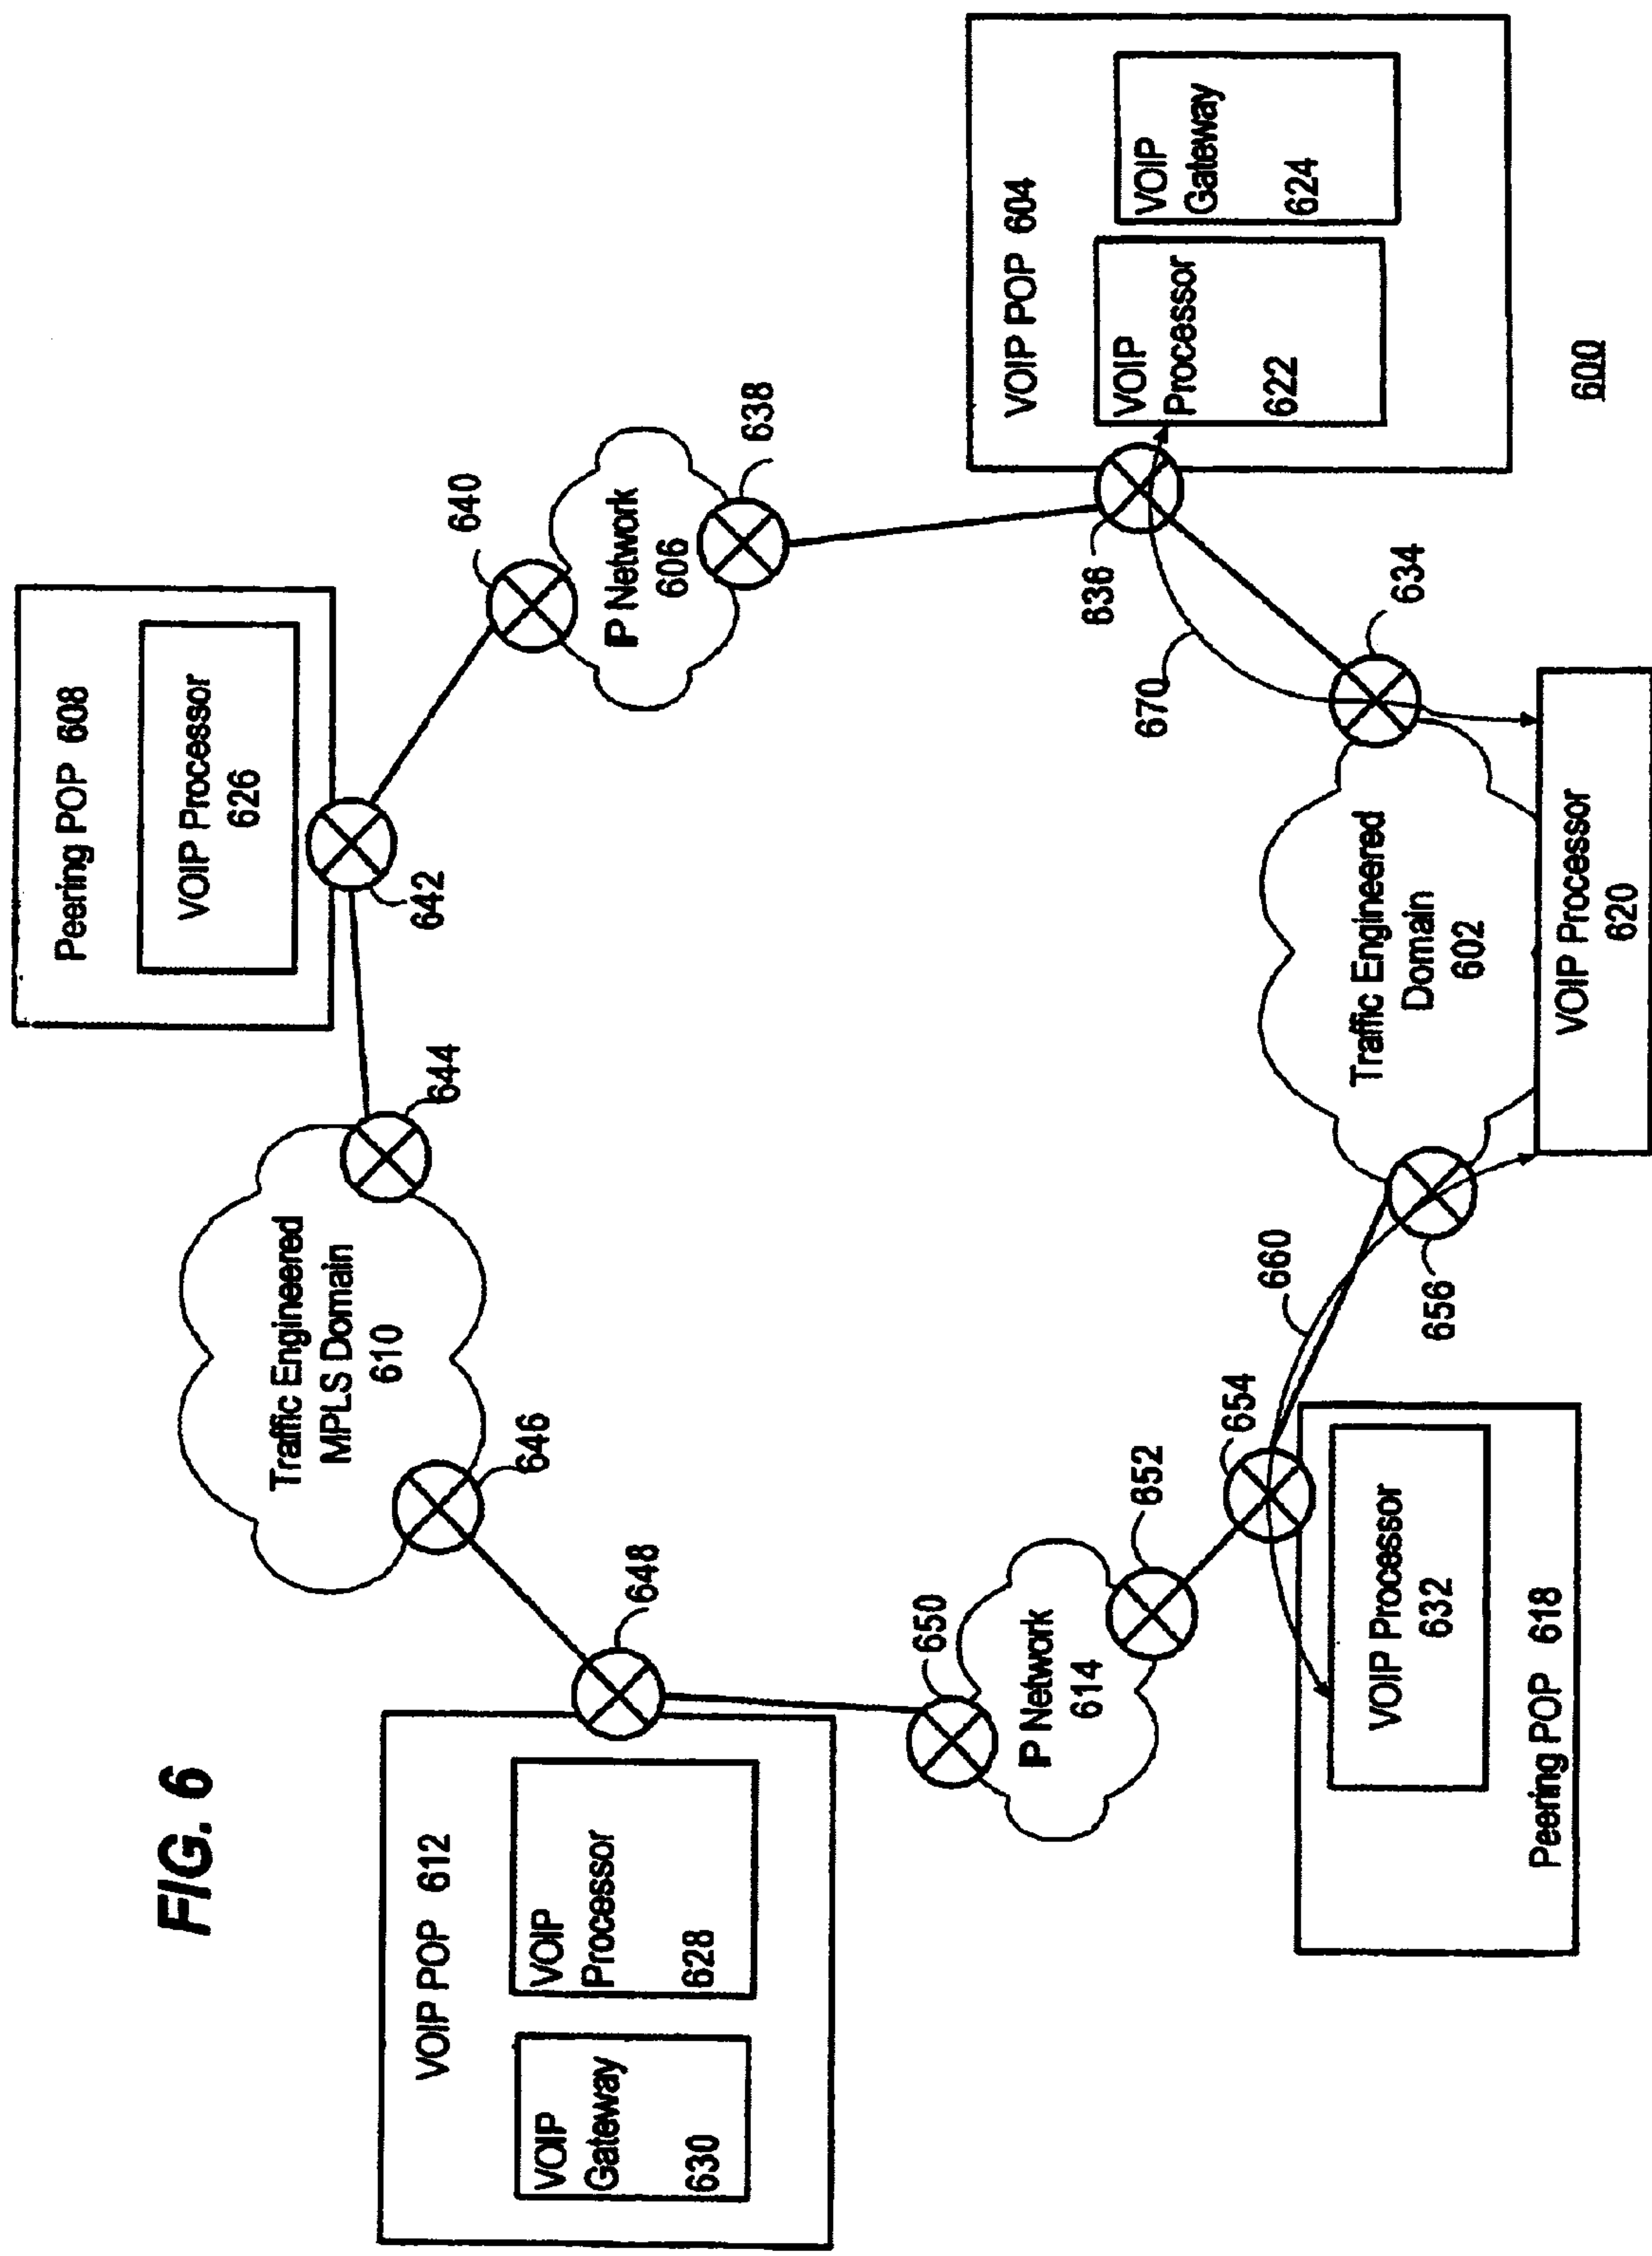 FIG. 6
VOIP POP 612
VOIP
Gateway
630
VOIP
Processor
628
648
646
Traffic Engineered
MPLS Domain
610
644
Peering POP 608
VOIP Processor
626
642
640
IP Network
606
638
VOIP POP 604
VOIP
Processor
622
VOIP
Gateway
624
636
670
634
Traffic Engineered
Domain
602
VOIP Processor
620
656
660
654
652
650
IP Network
614
VOIP Processor
632
Peering POP 618
600